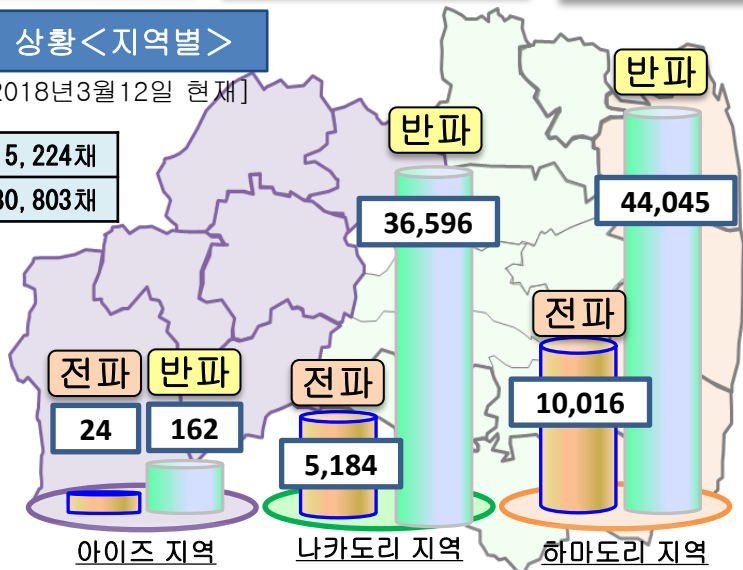 상황<지역별>
2018년3월12일 현재]
5, 224채
30, 803채
반파
반파
44,045
36,596
전파
전파
반파
전파
10,016
24
162
5,184
아이즈 지역
나카도리 지역
하마도리 지역